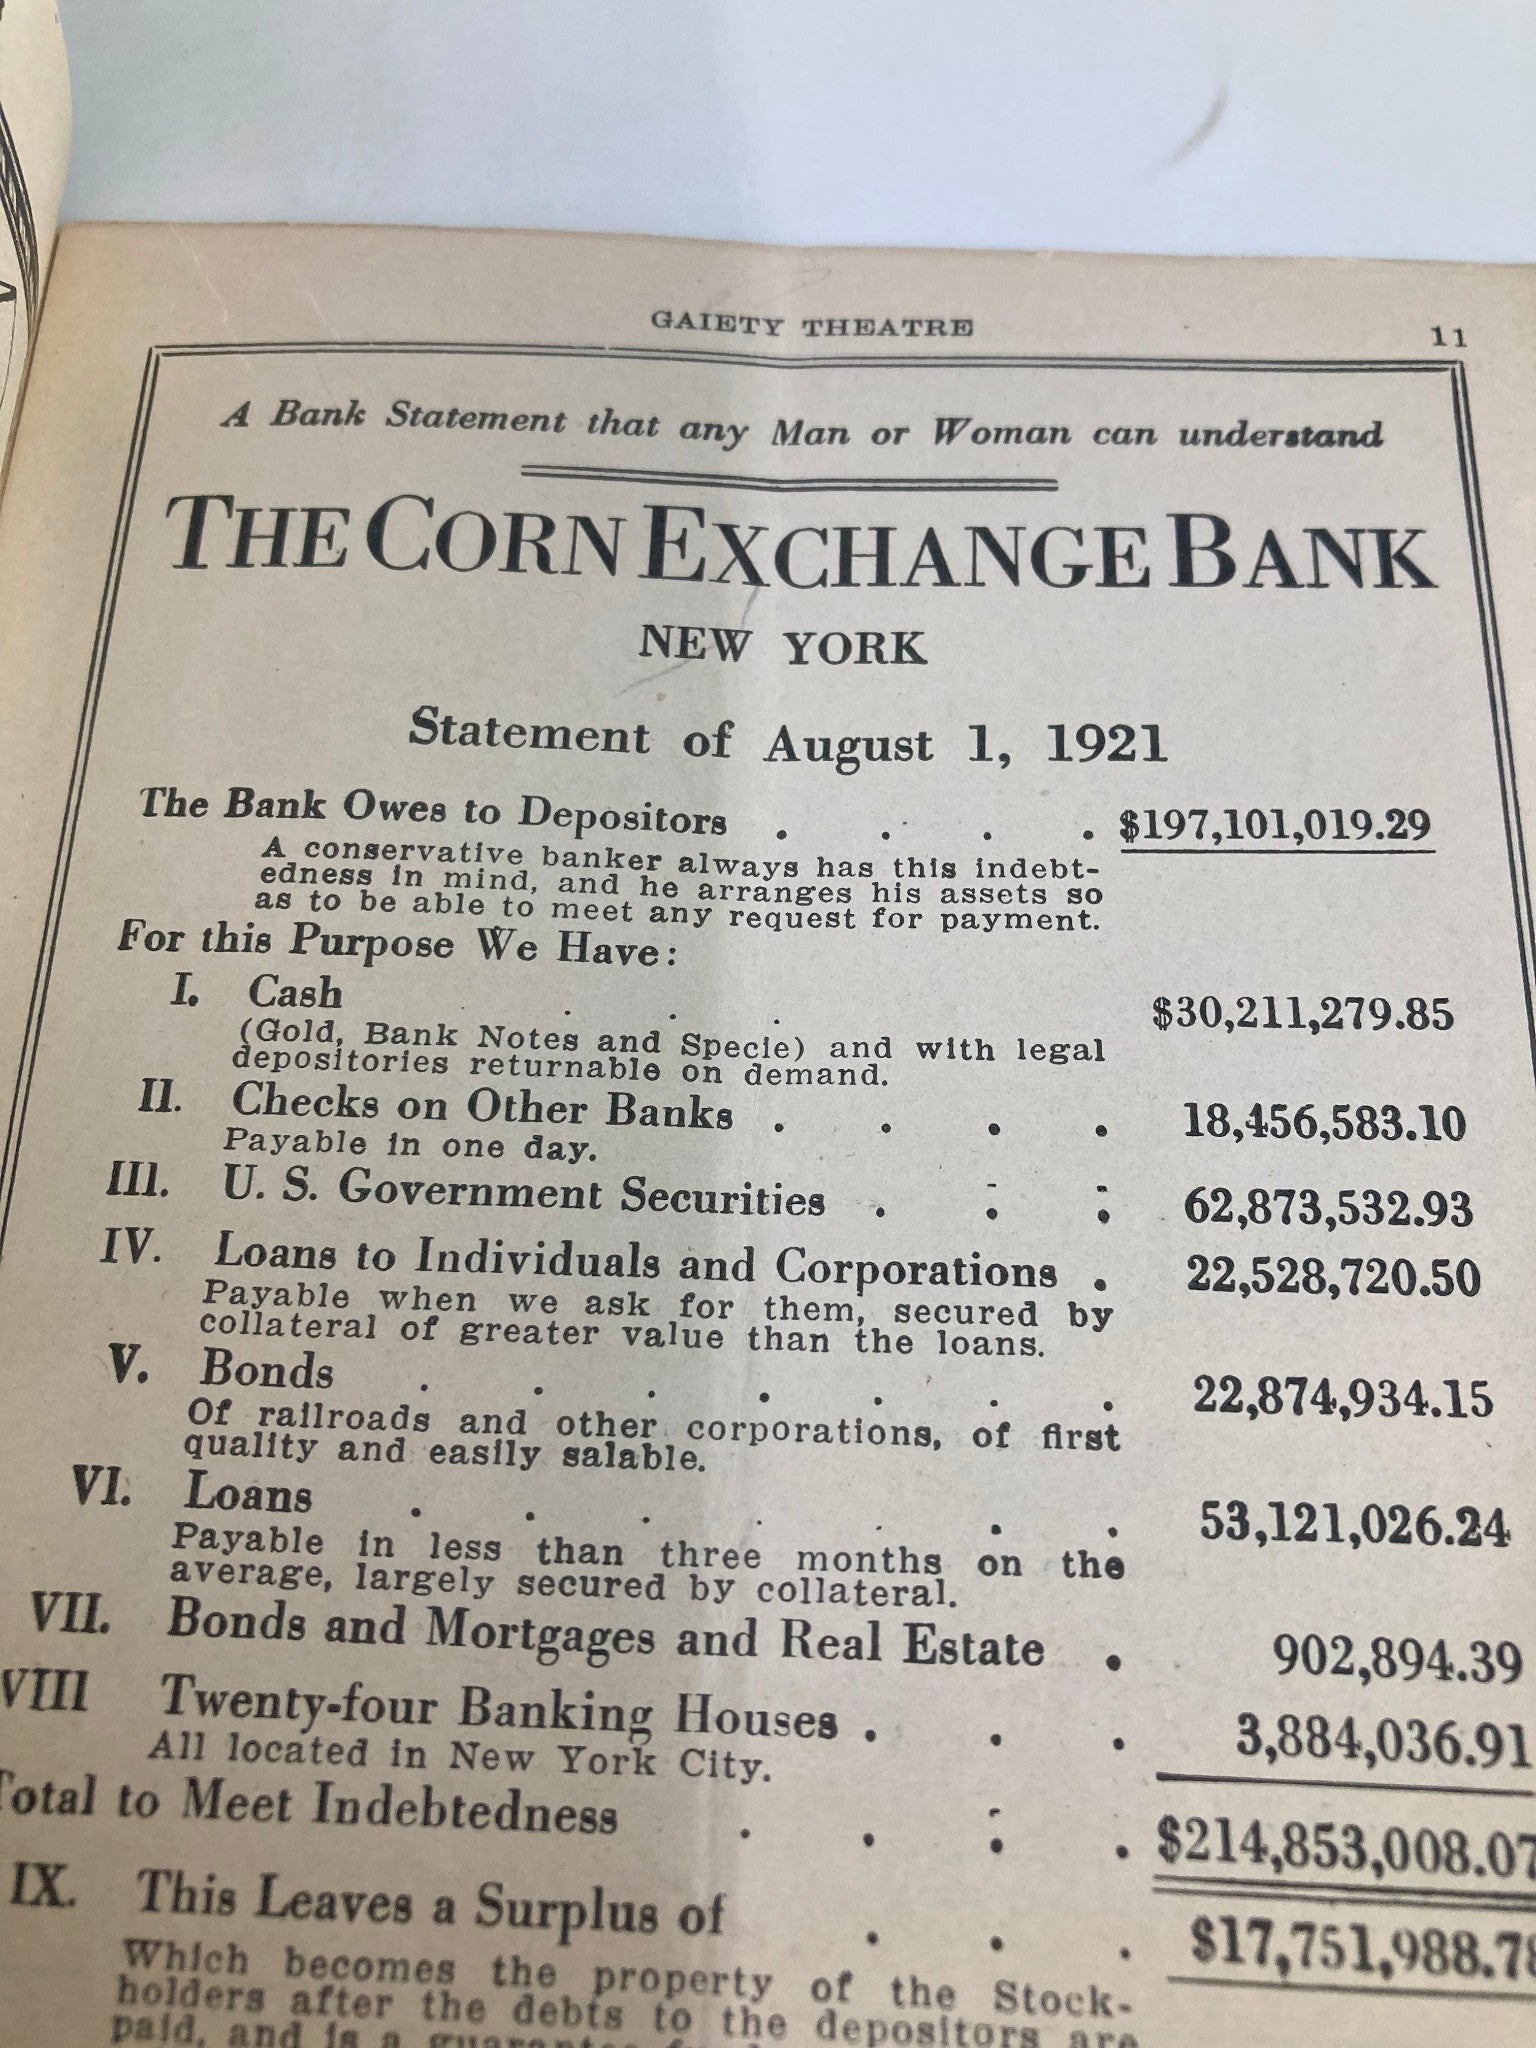 GAIETY THEATRE 11
A Bank Statement that any Man or Woman can understand
THE CORN EXCHANGE BANK
NEW YORK
Statement of August 1, 1921
The Bank Owes to Depositors . . . . $197,101,019.29
A conservative banker always has this indebt-
edness in mind, and he arranges his assets so
as to be able to meet any request for payment.
For this Purpose We Have:
I. Cash . . . $30,211,279.85
(Gold, Bank Notes and Specie) and with legal
depositories returnable on demand.
II. Checks on Other Banks . . . . 18,456,583.10
Payable in one day.
III. U. S. Government Securities . . . 62,873,532.93
IV. Loans to Individuals and Corporations . 22,528,720.50
Payable when we ask for them, secured by
collateral of greater value than the loans.
V. Bonds . . . . . . . 22,874,934.15
Of railroads and other corporations, of first
quality and easily salable.
VI. Loans . . . . . . . 53,121,026.24
Payable in less than three months on the
average, largely secured by collateral.
VII. Bonds and Mortgages and Real Estate . 902,894.39
VIII Twenty-four Banking Houses . . . 3,884,036.91
All located in New York City.
Total to Meet Indebtedness . . . . $214,853,008.07
IX. This Leaves a Surplus of . . . $17,751,988.78
Which becomes the property of the Stock-
holders after the debts to the depositors are
paid, and is a